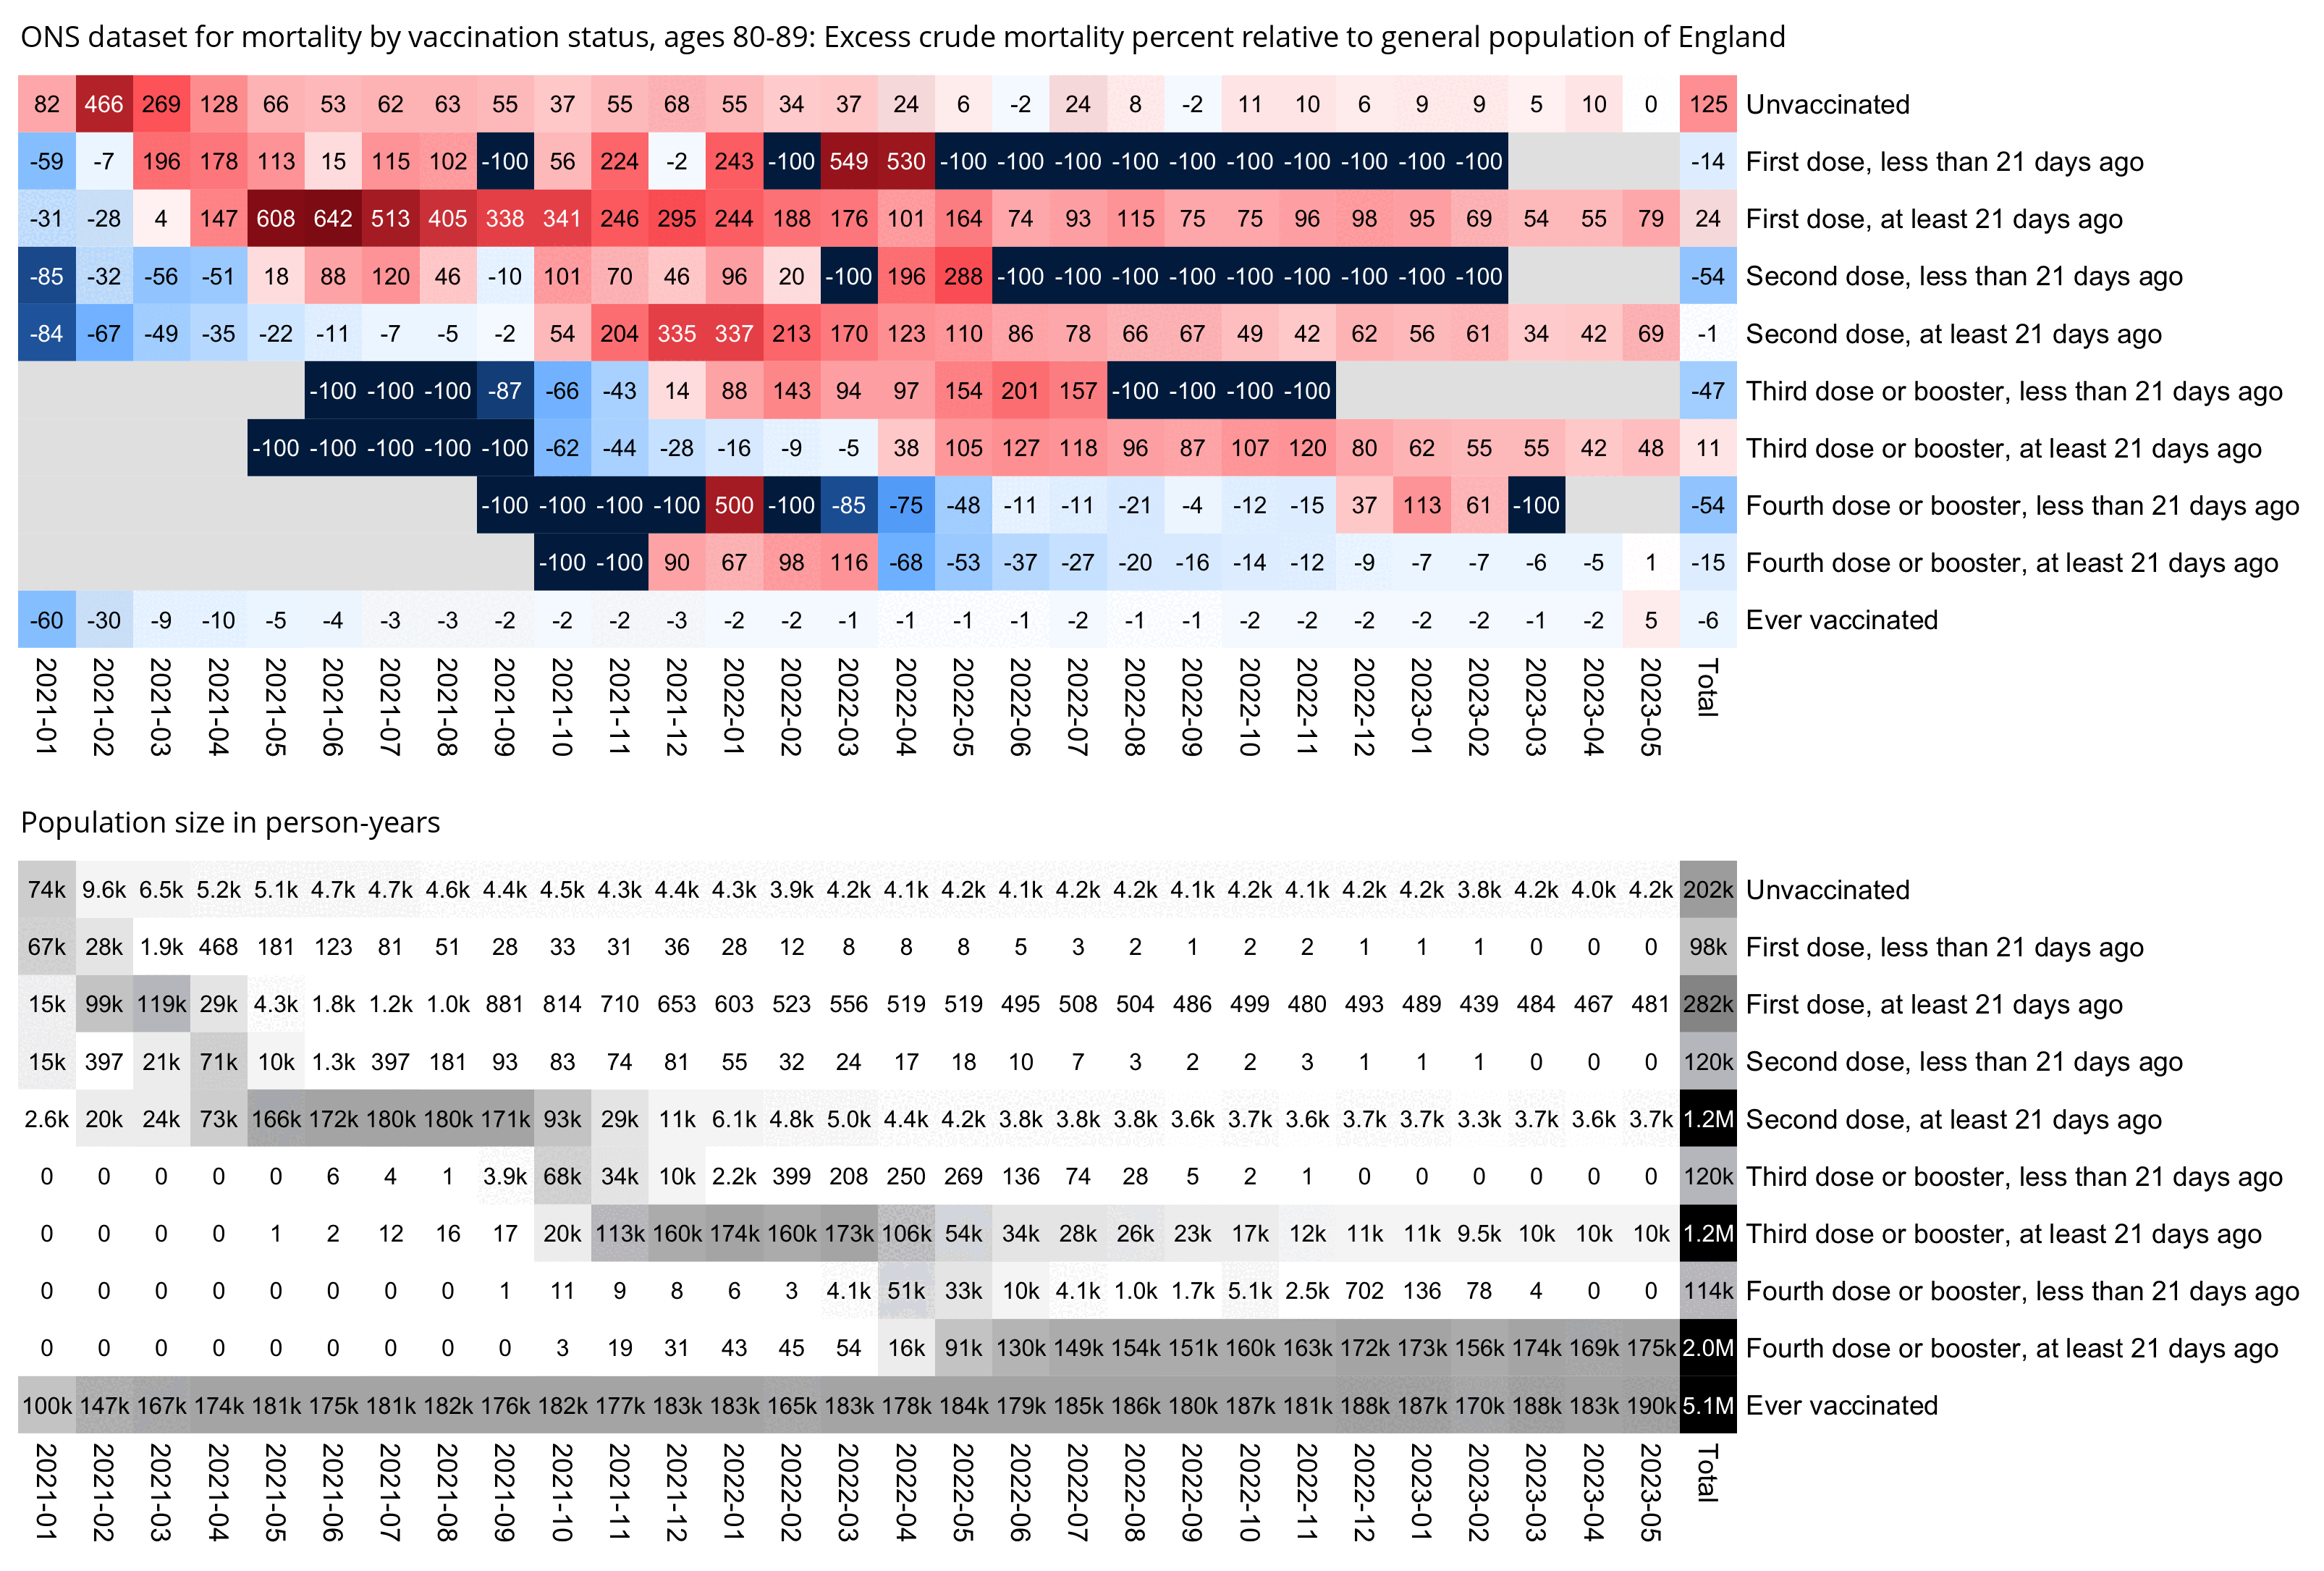 ONS dataset for mortality by vaccination status, ages 80-89: Excess crude mortality percent relative to general population of England
82 466 269 128 66 53 62 63 55 37 55 68 55 34 37 24 6 -2 24 8 -2 11 10 6 9 9 5 10 0 125 Unvaccinated
-59 -7 196 178 113 15 115 102 -100 56 224 -2 243 -100 549 530 -100 -100 -100 -100 -100 -100 -100 -100 -100 -100 -14 First dose, less than 21 days ago
-31 -28 4 147 608 642 513 405 338 341 246 295 244 188 176 101 164 74 93 115 75 75 96 98 95 69 54 55 79 24 First dose, at least 21 days ago
-85 -32 -56 -51 18 88 120 46 -10 101 70 46 96 20 -100 196 288 -100 -100 -100 -100 -100 -100 -100 -100 -100 -54 Second dose, less than 21 days ago
-84 -67 -49 -35 -22 -11 -7 -5 -2 54 204 335 337 213 170 123 110 86 78 66 67 49 42 62 56 61 34 42 69 -1 Second dose, at least 21 days ago
-100 -100 -100 -87 -66 -43 14 88 143 94 97 154 201 157 -100 -100 -100 -100 -47 Third dose or booster, less than 21 days ago
-100 -100 -100 -100 -100 -62 -44 -28 -16 -9 -5 38 105 127 118 96 87 107 120 80 62 55 55 42 48 11 Third dose or booster, at least 21 days ago
-100 -100 -100 -100 500 -100 -85 -75 -48 -11 -11 -21 -4 -12 -15 37 113 61 -100 -54 Fourth dose or booster, less than 21 days ago
-100 -100 90 67 98 116 -68 -53 -37 -27 -20 -16 -14 -12 -9 -7 -7 -6 -5 1 -15 Fourth dose or booster, at least 21 days ago
-60 -30 -9 -10 -5 -4 -3 -3 -2 -2 -2 -3 -2 -2 -1 -1 -1 -1 -2 -1 -1 -2 -2 -2 -2 -2 -1 -2 5 -6 Ever vaccinated
2021-01 2021-02 2021-03 2021-04 2021-05 2021-06 2021-07 2021-08 2021-09 2021-10 2021-11 2021-12 2022-01 2022-02 2022-03 2022-04 2022-05 2022-06 2022-07 2022-08 2022-09 2022-10 2022-11 2022-12 2023-01 2023-02 2023-03 2023-04 2023-05 Total
Population size in person-years
74k 9.6k 6.5k 5.2k 5.1k 4.7k 4.7k 4.6k 4.4k 4.5k 4.3k 4.4k 4.3k 3.9k 4.2k 4.1k 4.2k 4.1k 4.2k 4.2k 4.1k 4.2k 4.1k 4.2k 4.2k 3.8k 4.2k 4.0k 4.2k 202k Unvaccinated
67k 28k 1.9k 468 181 123 81 51 28 33 31 36 28 12 8 8 8 5 3 2 1 2 2 1 1 1 0 0 0 98k First dose, less than 21 days ago
15k 99k 119k 29k 4.3k 1.8k 1.2k 1.0k 881 814 710 653 603 523 556 519 519 495 508 504 486 499 480 493 489 439 484 467 481 282k First dose, at least 21 days ago
15k 397 21k 71k 10k 1.3k 397 181 93 83 74 81 55 32 24 17 18 10 7 3 2 2 3 1 1 1 0 0 0 120k Second dose, less than 21 days ago
2.6k 20k 24k 73k 166k 172k 180k 180k 171k 93k 29k 11k 6.1k 4.8k 5.0k 4.4k 4.2k 3.8k 3.8k 3.8k 3.6k 3.7k 3.6k 3.7k 3.7k 3.3k 3.7k 3.6k 3.7k 1.2M Second dose, at least 21 days ago
0 0 0 0 0 6 4 1 3.9k 68k 34k 10k 2.2k 399 208 250 269 136 74 28 5 2 1 0 0 0 0 0 0 120k Third dose or booster, less than 21 days ago
0 0 0 0 1 2 12 16 17 20k 113k 160k 174k 160k 173k 106k 54k 34k 28k 26k 23k 17k 12k 11k 11k 9.5k 10k 10k 10k 1.2M Third dose or booster, at least 21 days ago
0 0 0 0 0 0 0 0 1 11 9 8 6 3 4.1k 51k 33k 10k 4.1k 1.0k 1.7k 5.1k 2.5k 702 136 78 4 0 0 114k Fourth dose or booster, less than 21 days ago
0 0 0 0 0 0 0 0 0 3 19 31 43 45 54 16k 91k 130k 149k 154k 151k 160k 163k 172k 173k 156k 174k 169k 175k 2.0M Fourth dose or booster, at least 21 days ago
100k 147k 167k 174k 181k 175k 181k 182k 176k 182k 177k 183k 183k 165k 183k 178k 184k 179k 185k 186k 180k 187k 181k 188k 187k 170k 188k 183k 190k 5.1M Ever vaccinated
2021-01 2021-02 2021-03 2021-04 2021-05 2021-06 2021-07 2021-08 2021-09 2021-10 2021-11 2021-12 2022-01 2022-02 2022-03 2022-04 2022-05 2022-06 2022-07 2022-08 2022-09 2022-10 2022-11 2022-12 2023-01 2023-02 2023-03 2023-04 2023-05 Total